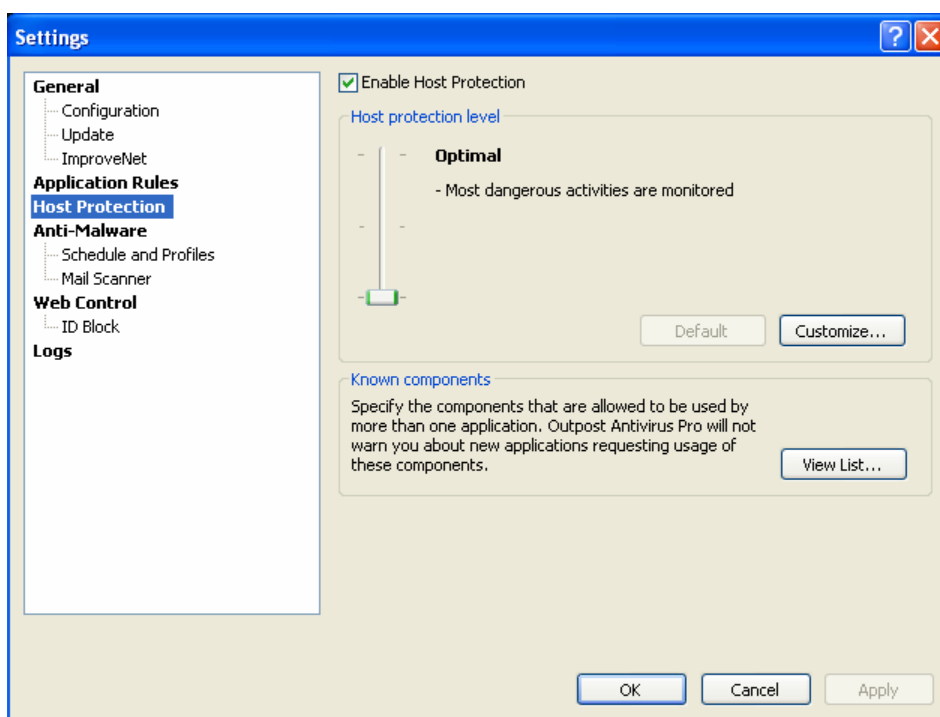 Settings
General
Configuration
Update
ImproveNet
Application Rules
Host Protection
Anti-Malware
Schedule and Profiles
Mail Scanner
Web Control
ID Block
Logs
Enable Host Protection
Host protection level
Optimal
- Most dangerous activities are monitored
Default
Customize...
Known components
Specify the components that are allowed to be used by
more than one application. Outpost Antivirus Pro will not
warn you about new applications requesting usage of
these components.
View List...
OK
Cancel
Apply